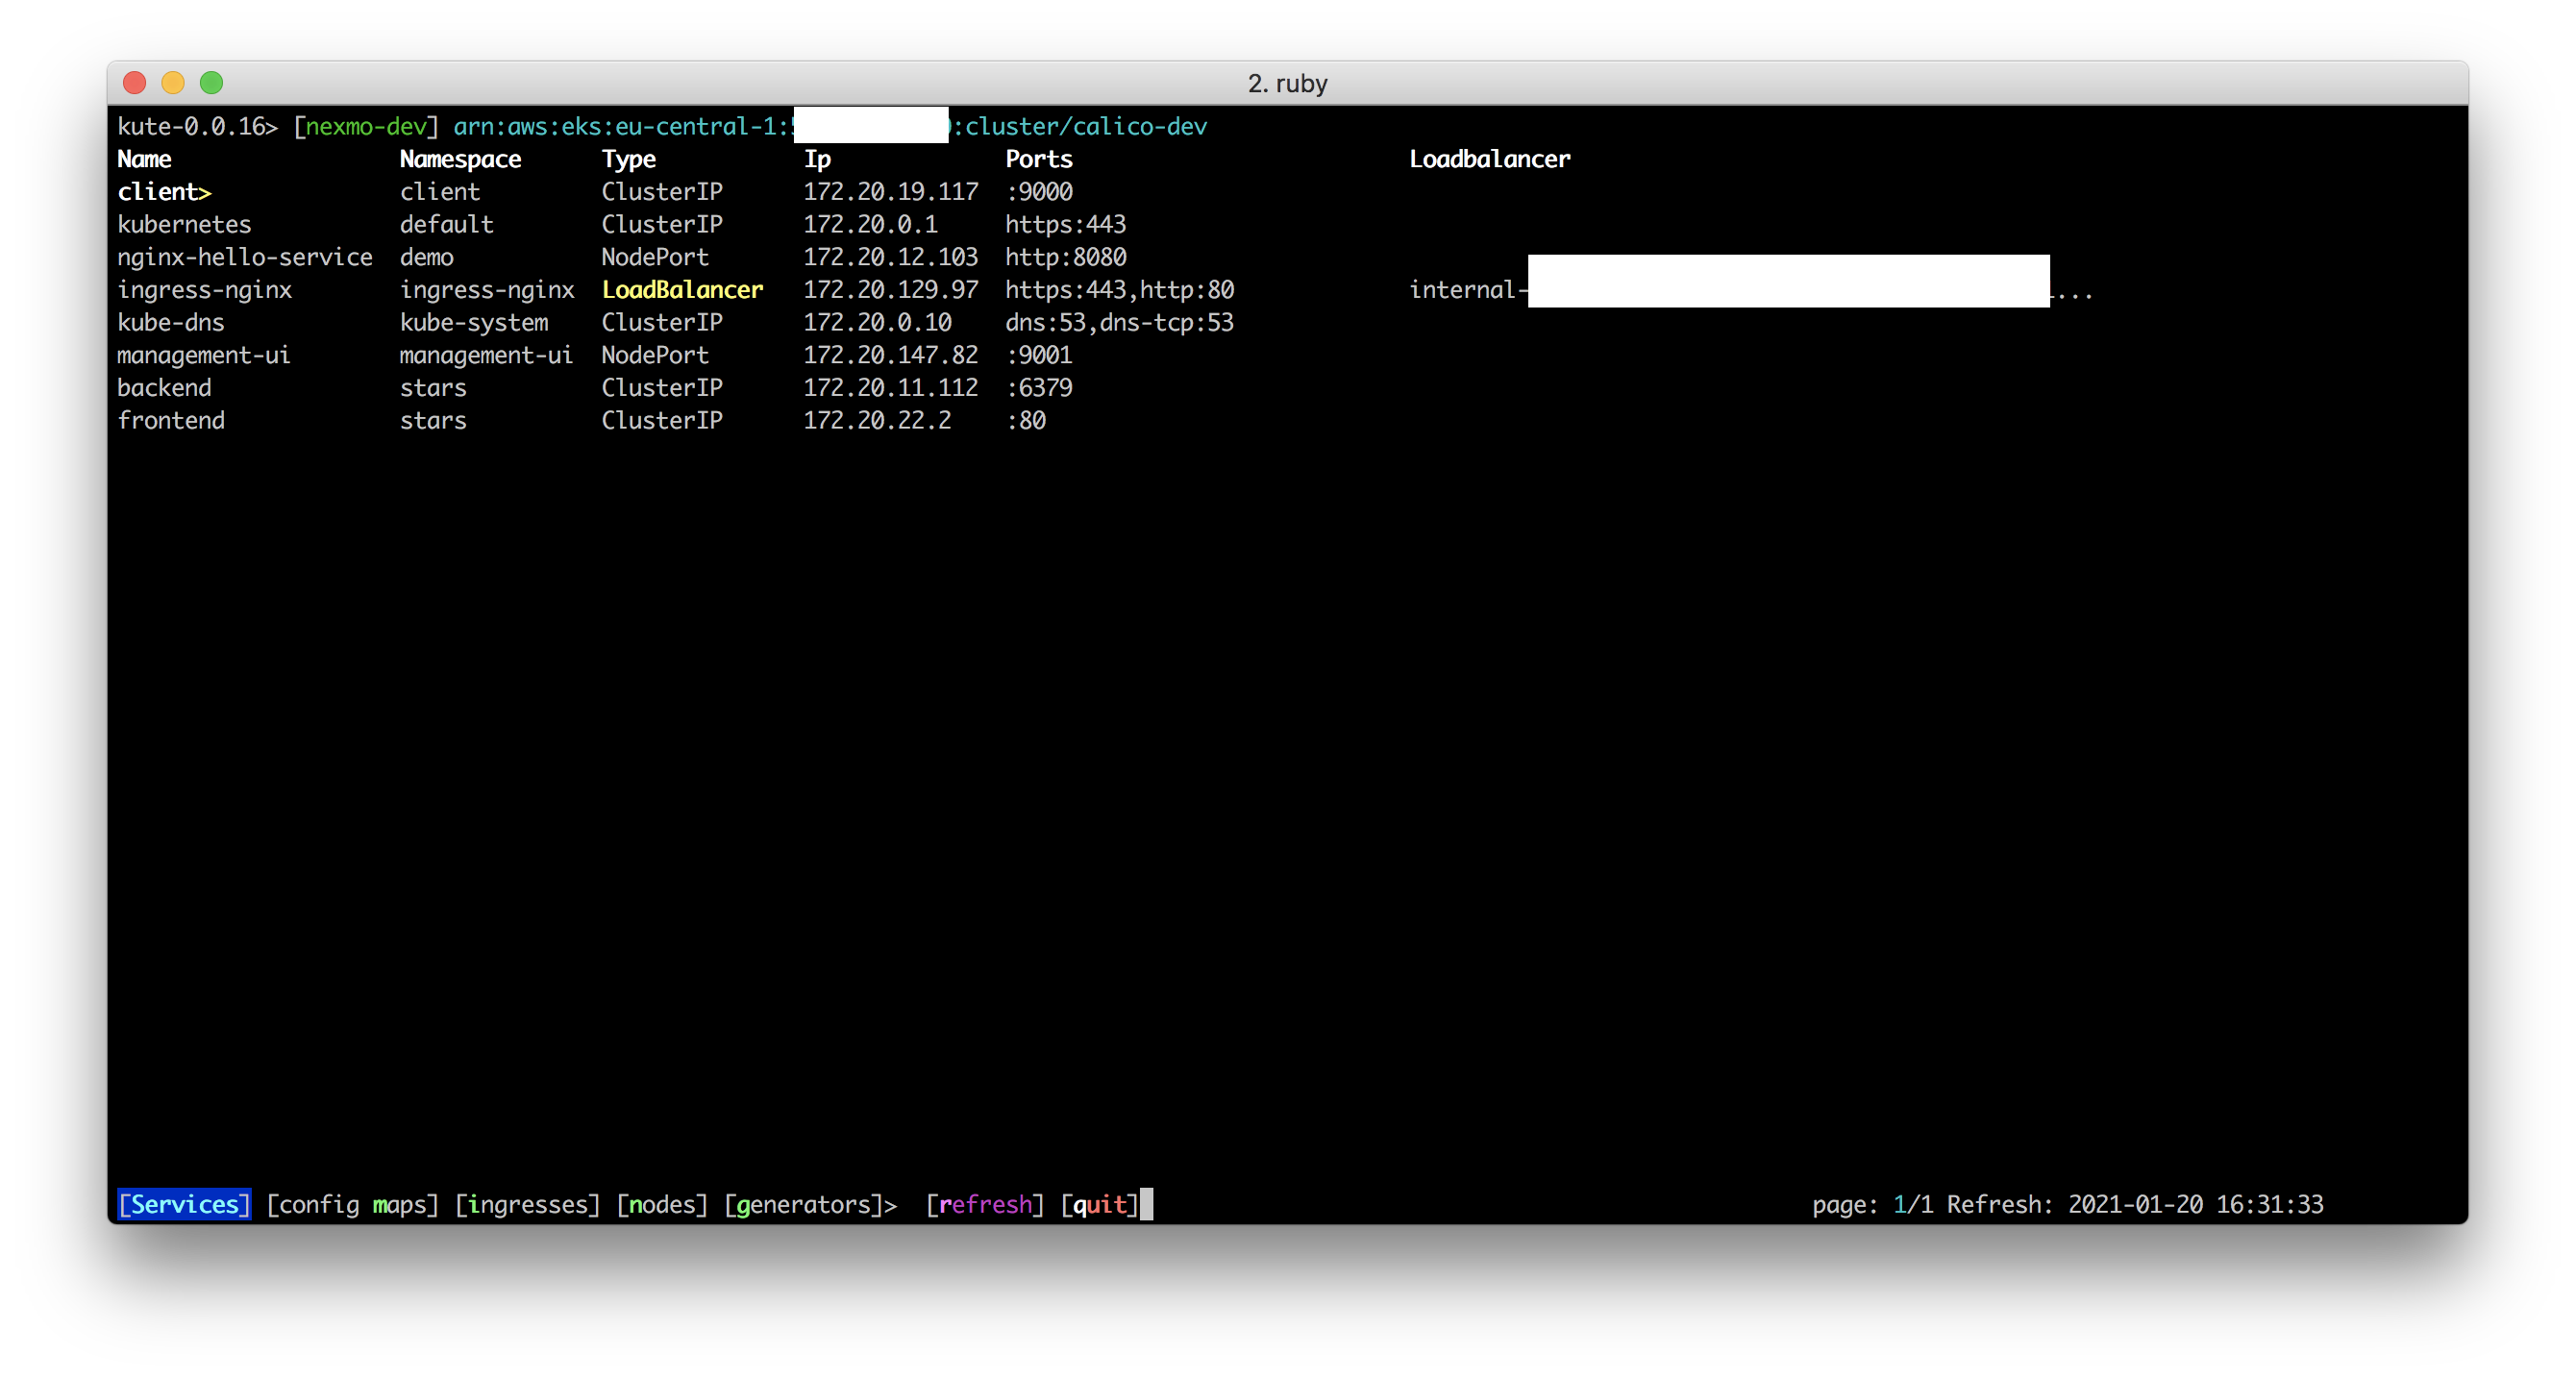 2. ruby
kute-0.0.16> [nexmo-dev] arn:aws:eks:eu-central-1: :cluster/calico-dev
Name Namespace Type Ip Ports Loadbalancer
client> client ClusterIP 172.20.19.117 :9000
kubernetes default ClusterIP 172.20.0.1 https:443
nginx-hello-service demo NodePort 172.20.12.103 http:8080
ingress-nginx ingress-nginx LoadBalancer 172.20.129.97 https:443,http:80 internal- ...
kube-dns kube-system ClusterIP 172.20.0.10 dns:53,dns-tcp:53
management-ui management-ui NodePort 172.20.147.82 :9001
backend stars ClusterIP 172.20.11.112 :6379
frontend stars ClusterIP 172.20.22.2 :80
[Services] [config maps] [ingresses] [nodes] [generators]> [refresh] [quit] page: 1/1 Refresh: 2021-01-20 16:31:33